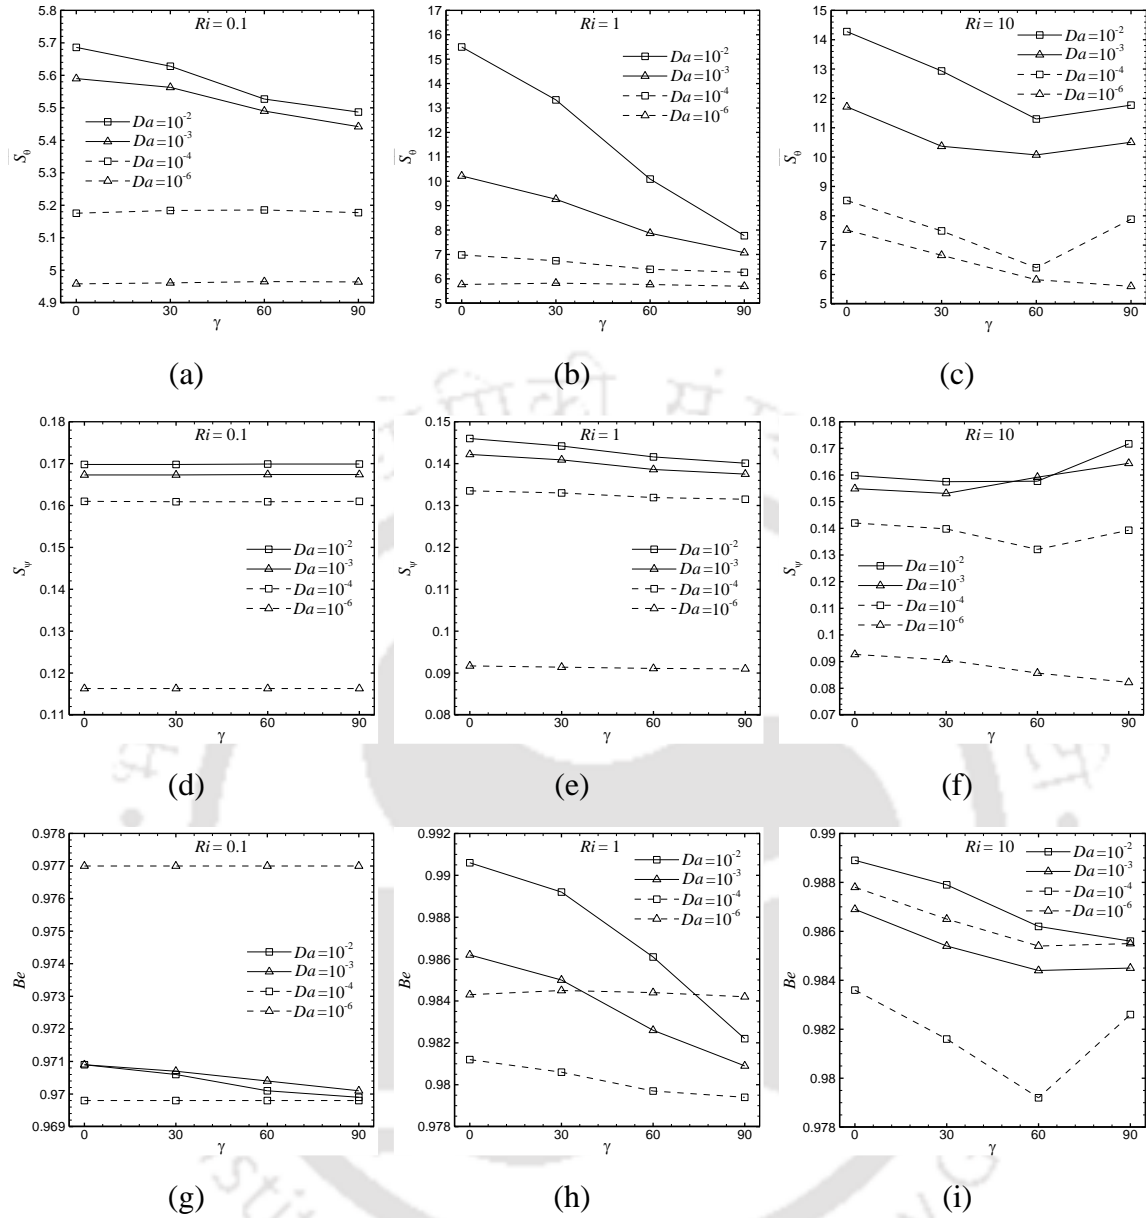 Ri = 0.1
5.8
5.7
5.6
5.5
5.4
5.3
5.2
5.1
5
4.9
S_θ
Da=10^-2
Da=10^-3
Da=10^-4
Da=10^-6
0 30 60 90
γ
(a)
Ri = 1
17
16
15
14
13
12
11
10
9
8
7
6
5
S_θ
Da=10^-2
Da=10^-3
Da=10^-4
Da=10^-6
0 30 60 90
γ
(b)
Ri = 10
15
14
13
12
11
10
9
8
7
6
5
S_θ
Da=10^-2
Da=10^-3
Da=10^-4
Da=10^-6
0 30 60 90
γ
(c)
Ri = 0.1
0.18
0.17
0.16
0.15
0.14
0.13
0.12
0.11
S_ψ
Da=10^-2
Da=10^-3
Da=10^-4
Da=10^-6
0 30 60 90
γ
(d)
Ri = 1
0.15
0.14
0.13
0.12
0.11
0.1
0.09
0.08
S_ψ
Da=10^-2
Da=10^-3
Da=10^-4
Da=10^-6
0 30 60 90
γ
(e)
Ri = 10
0.18
0.17
0.16
0.15
0.14
0.13
0.12
0.11
0.1
0.09
0.08
0.07
S_ψ
Da=10^-2
Da=10^-3
Da=10^-4
Da=10^-6
0 30 60 90
γ
(f)
Ri = 0.1
0.978
0.977
0.976
0.975
0.974
0.973
0.972
0.971
0.97
0.969
Be
Da=10^-2
Da=10^-3
Da=10^-4
Da=10^-6
0 30 60 90
γ
(g)
Ri = 1
0.992
0.99
0.988
0.986
0.984
0.982
0.98
0.978
Be
Da=10^-2
Da=10^-3
Da=10^-4
Da=10^-6
0 30 60 90
γ
(h)
Ri = 10
0.99
0.988
0.986
0.984
0.982
0.98
0.978
Be
Da=10^-2
Da=10^-3
Da=10^-4
Da=10^-6
0 30 60 90
γ
(i)